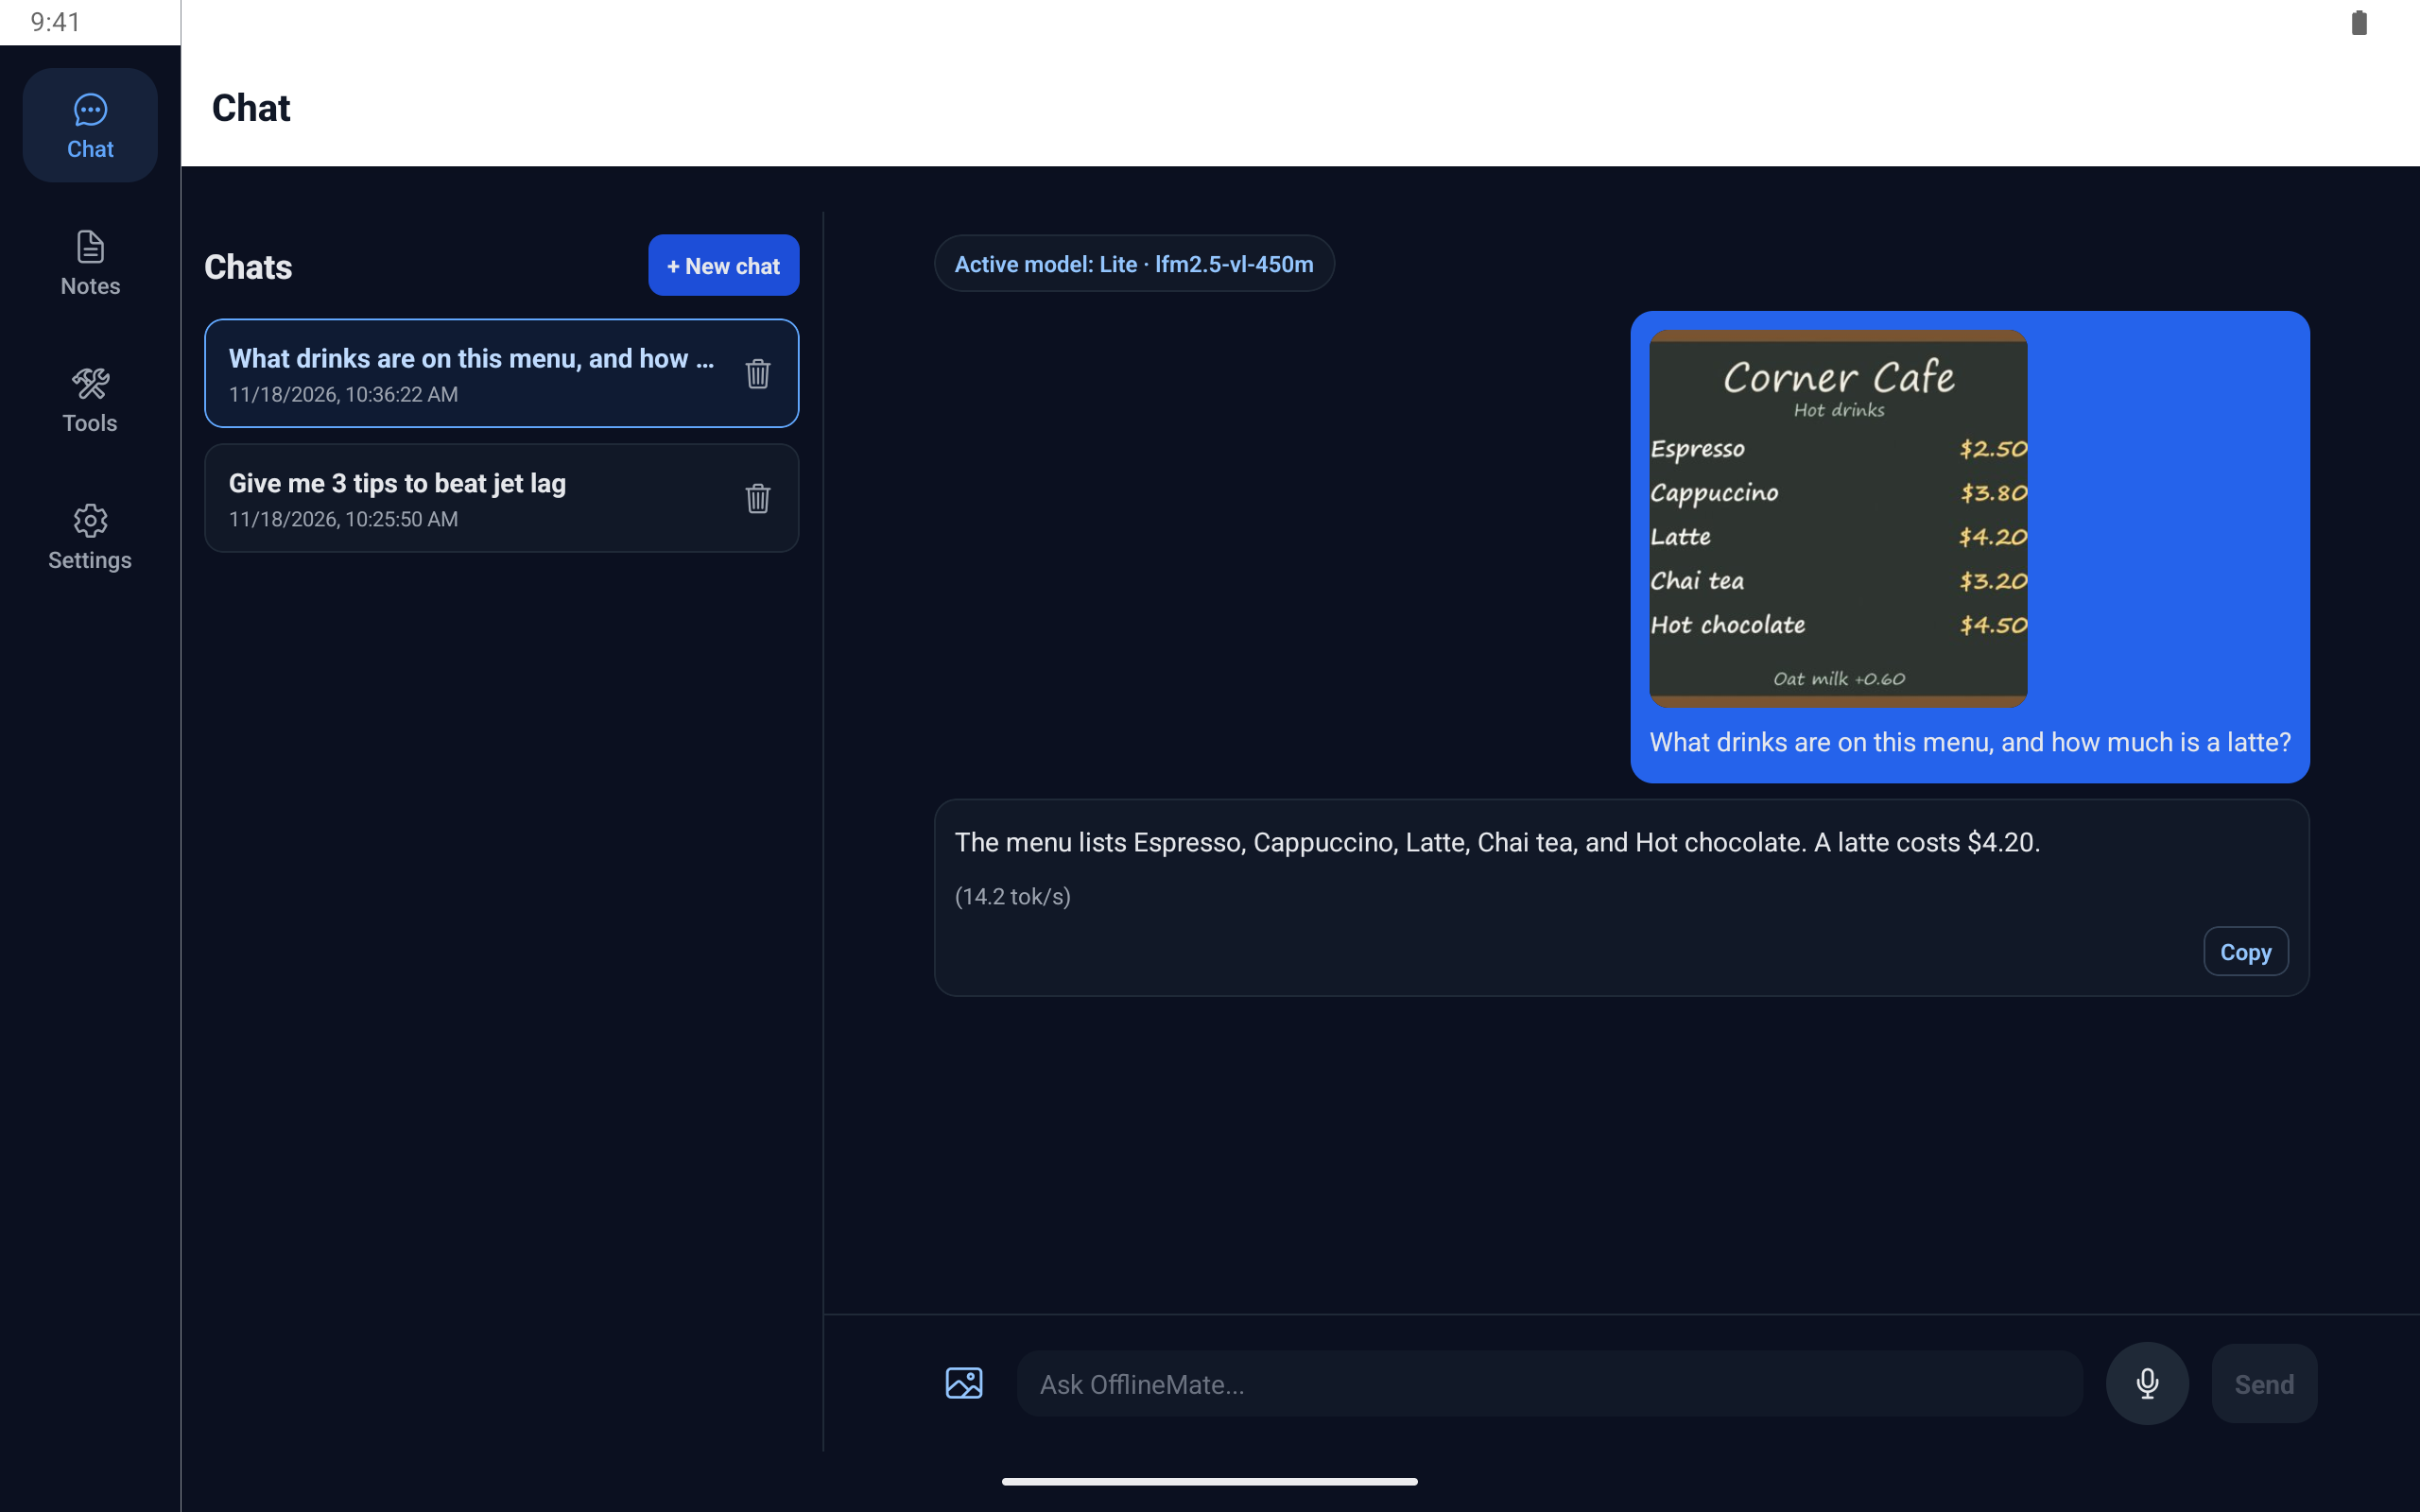 9:41
Chat
Notes
Tools
Settings
Chat
Chats
+ New chat
What drinks are on this menu, and how ...
11/18/2026, 10:36:22 AM
Give me 3 tips to beat jet lag
11/18/2026, 10:25:50 AM
Active model: Lite · lfm2.5-vl-450m
Corner Cafe
Hot drinks
Espresso $2.50
Cappuccino $3.80
Latte $4.20
Chai tea $3.20
Hot chocolate $4.50
Oat milk +0.60
What drinks are on this menu, and how much is a latte?
The menu lists Espresso, Cappuccino, Latte, Chai tea, and Hot chocolate. A latte costs $4.20.
(14.2 tok/s)
Copy
Ask OfflineMate...
Send